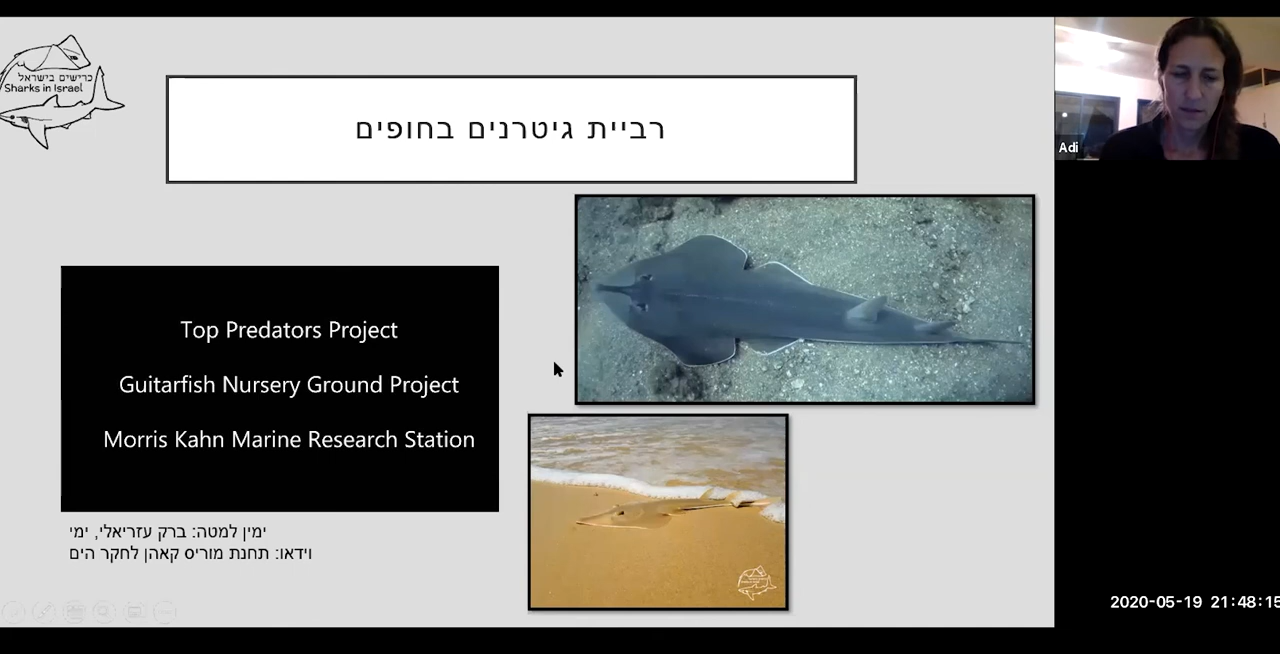 כרישים בישראל
Sharks in Israel
רביית גיטרנים בחופים
Adi
Top Predators Project
Guitarfish Nursery Ground Project
Morris Kahn Marine Research Station
ימין למטה: ברק עזריאלי, ימי
וידאו: תחנת מוריס קאהן לחקר הים
2020-05-19 21:48:15